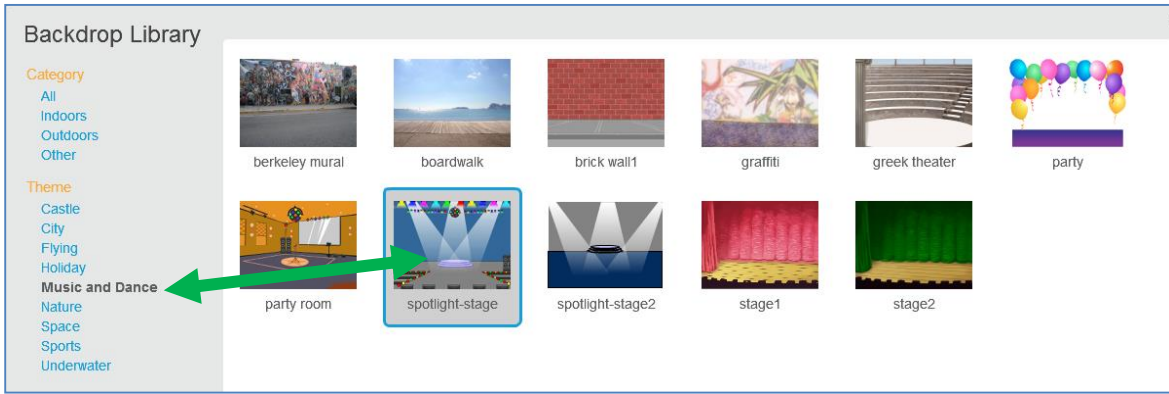 Backdrop Library
Category
All
Indoors
Outdoors
Other
Theme
Castle
City
Flying
Holiday
Music and Dance
Nature
Space
Sports
Underwater
berkeley mural
boardwalk
brick wall1
graffiti
greek theater
party
party room
spotlight-stage
spotlight-stage2
stage1
stage2